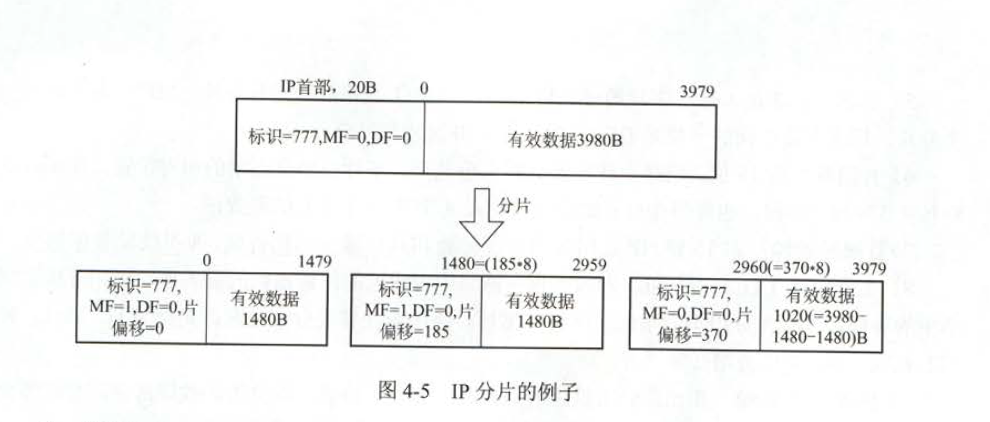 IP首部，20B 0 3979
标识=777,MF=0,DF=0 有效数据3980B
分片
0 1479
标识=777,
MF=1,DF=0,片
偏移=0
有效数据
1480B
1480=(185•8) 2959
标识=777,
MF=1,DF=0,片
偏移=185
有效数据
1480B
2960(=370•8) 3979
标识=777,
MF=0,DF=0,片
偏移=370
有效数据
1020(=3980−
1480−1480)B
图 4-5 IP 分片的例子